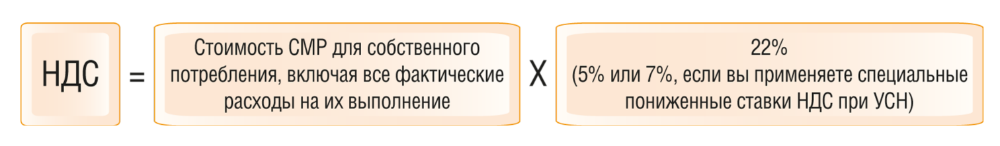 НДС
=
Стоимость СМР для собственного
потребления, включая все фактические
расходы на их выполнение
Х
22%
(5% или 7%, если вы применяете специальные
пониженные ставки НДС при УСН)